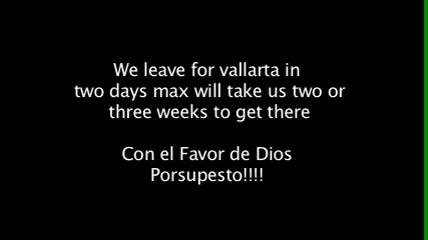 We leave for vallarta in
two days max will take us two or
three weeks to get there
Con el Favor de Dios
Porsupesto!!!!